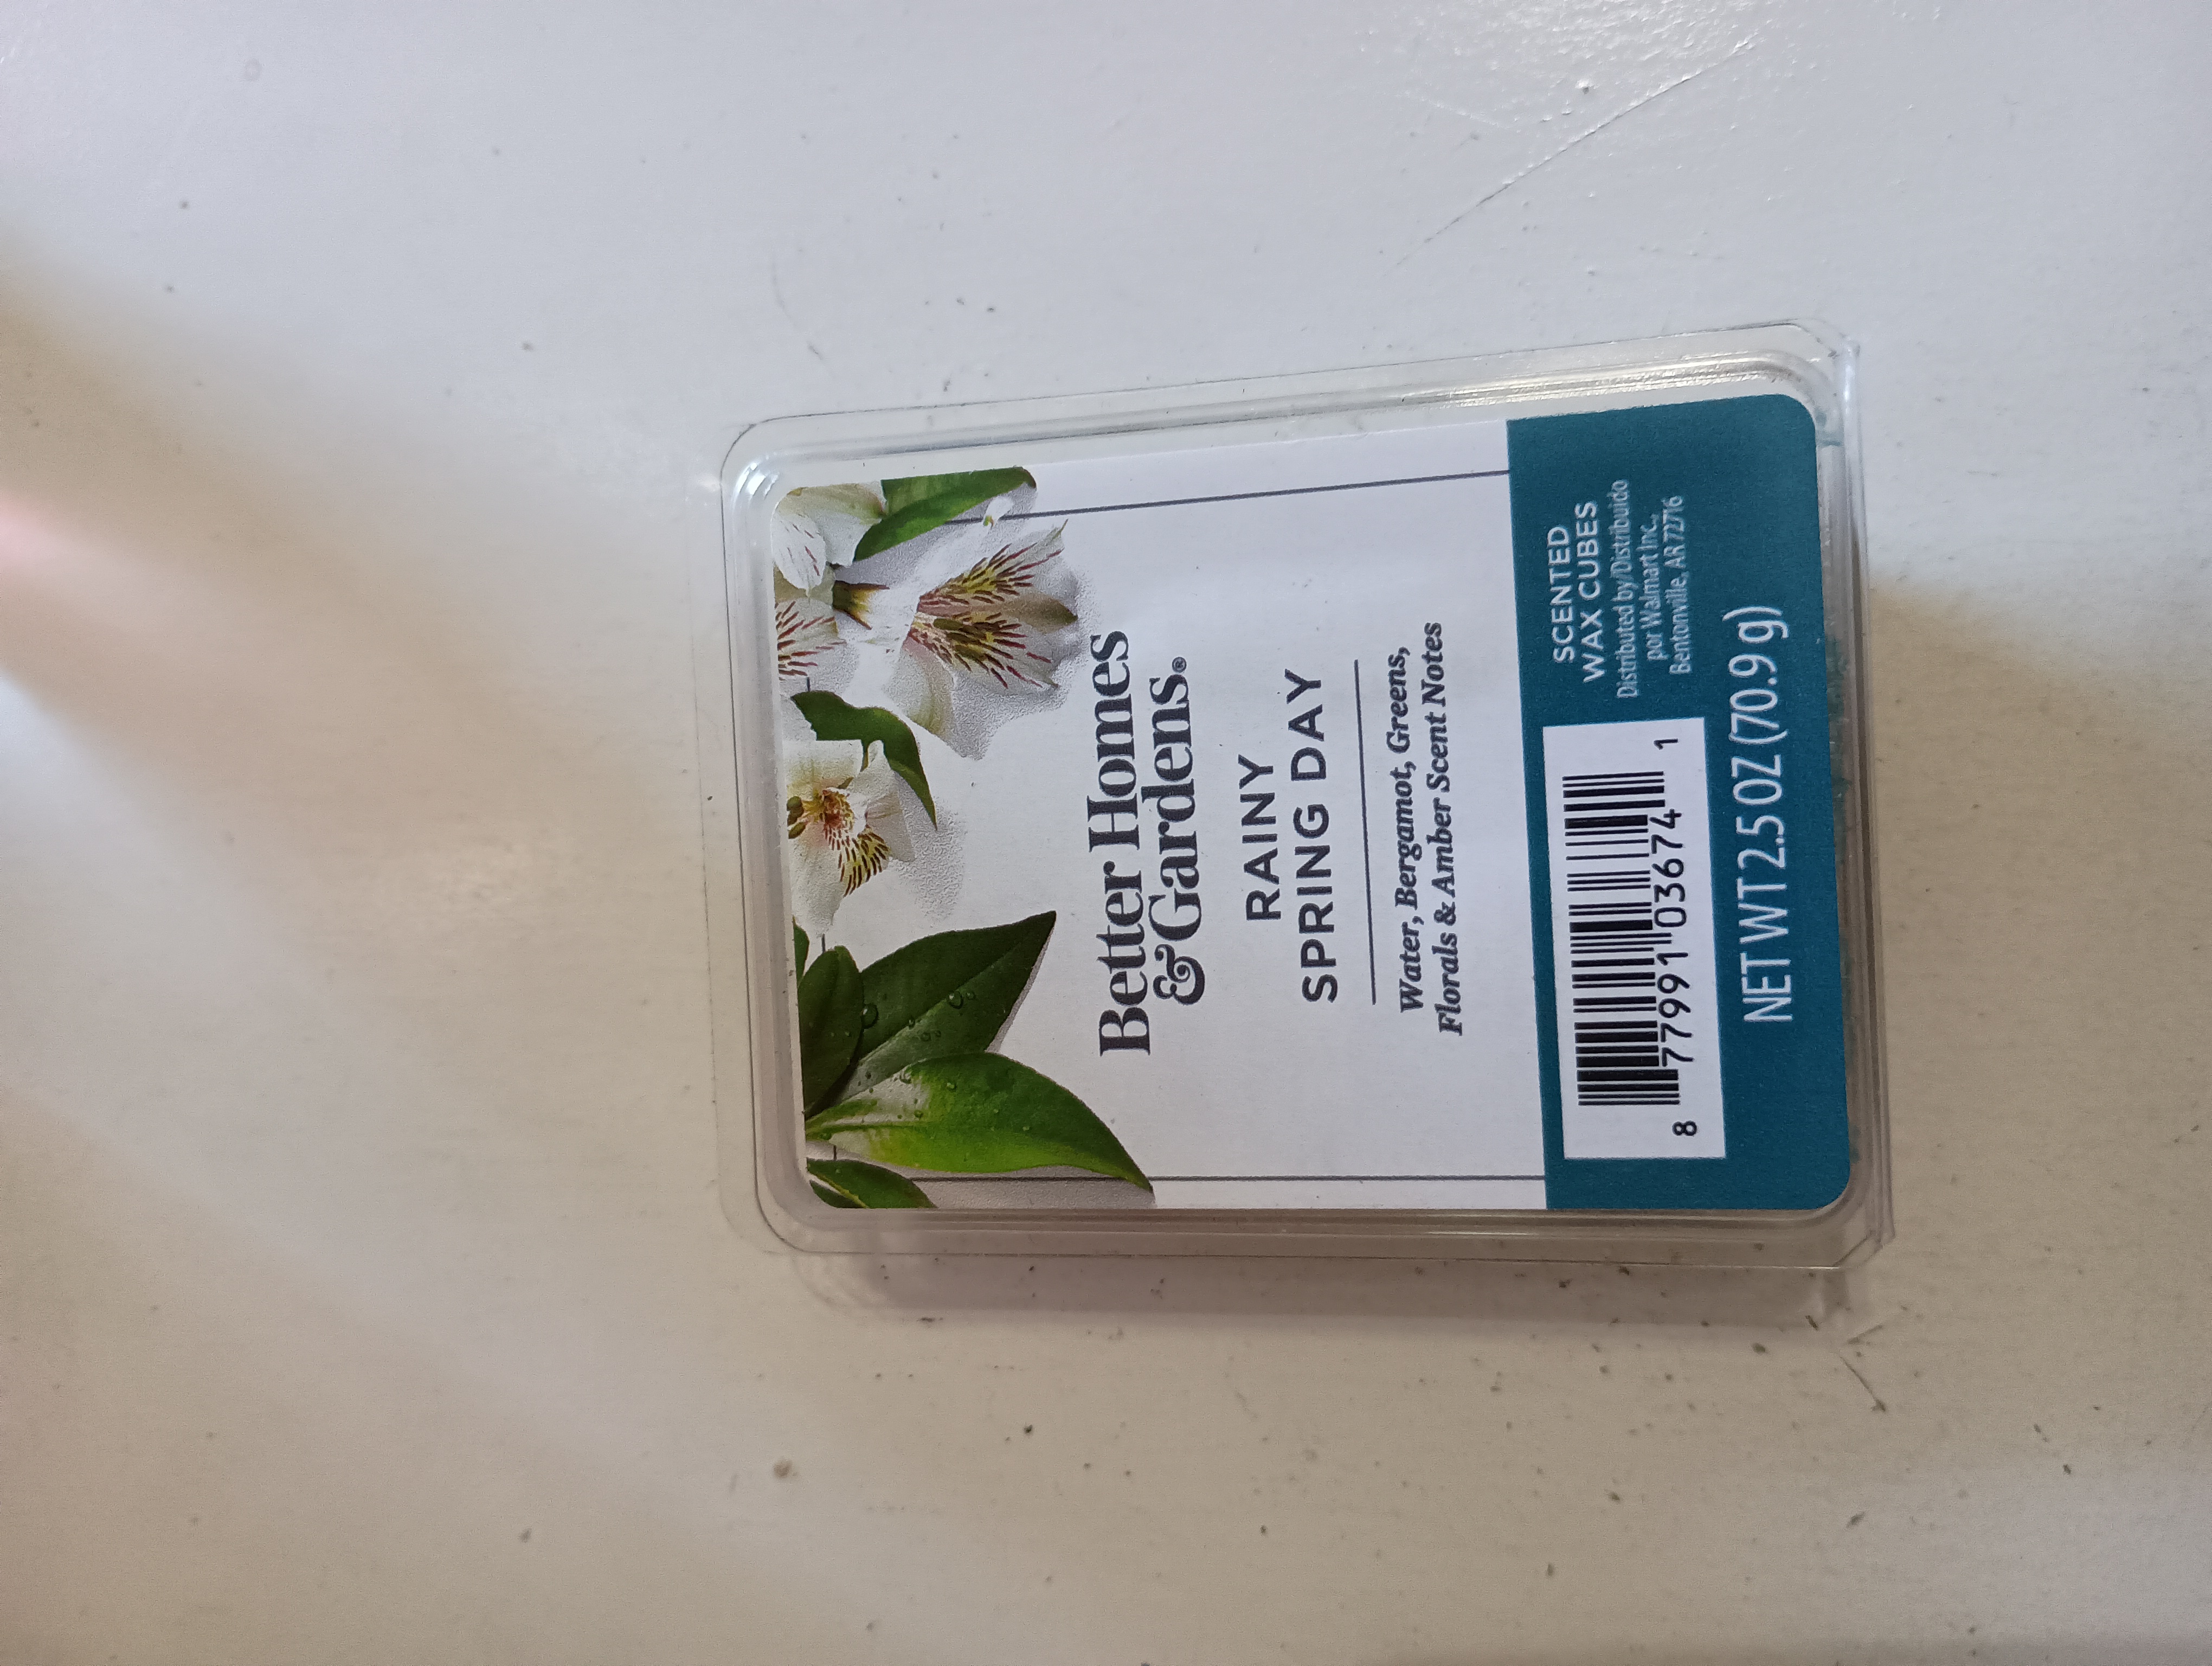 Better Homes
& Gardens®
RAINY
SPRING DAY
Water, Bergamot, Greens,
Florals & Amber Scent Notes
SCENTED
WAX CUBES
Distributed by/Distribuido
por Walmart Inc.,
Bentonville, AR 72716
8 77991 03674 1
NET WT 2.5 OZ (70.9 g)